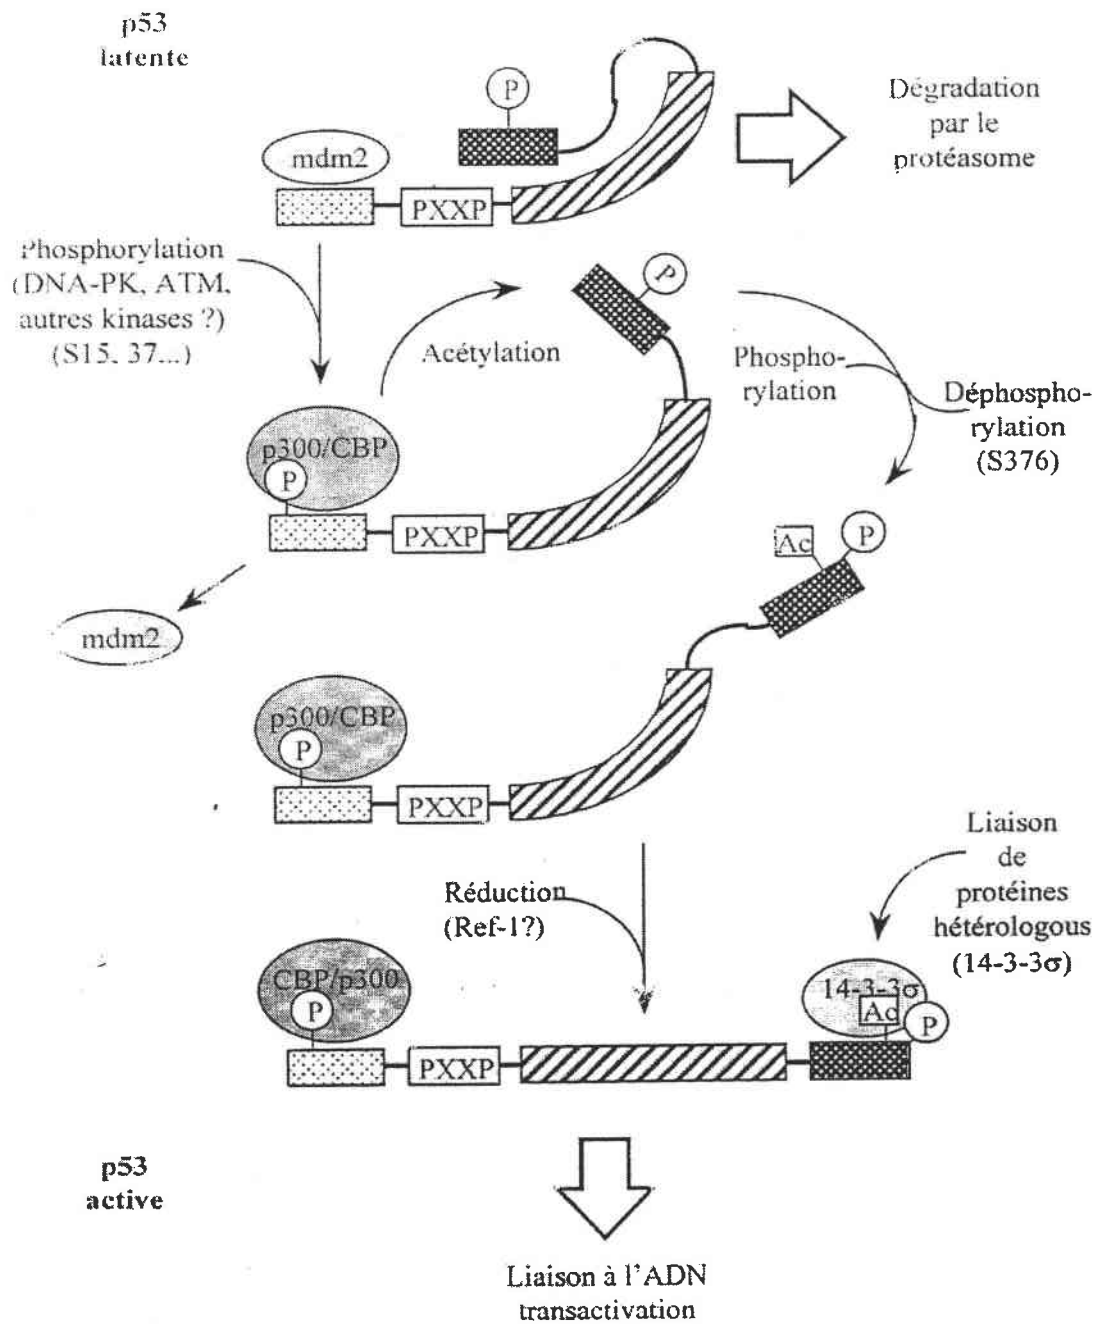 p53
latente
P
mdm2
PXXP
Dégradation
par le
protéasome
Phosphorylation
(DNA-PK, ATM,
autres kinases ?)
(S15, 37...)
Acétylation
P
Phospho-
rylation
Déphospho-
rylation
(S376)
p300/CBP
P
PXXP
mdm2
Ac
P
p300/CBP
P
PXXP
Réduction
(Ref-1?)
Liaison
de
protéines
hétérologous
(14-3-3σ)
CBP/p300
P
PXXP
14-3-3σ
Ac
P
p53
active
Liaison à l'ADN
transactivation